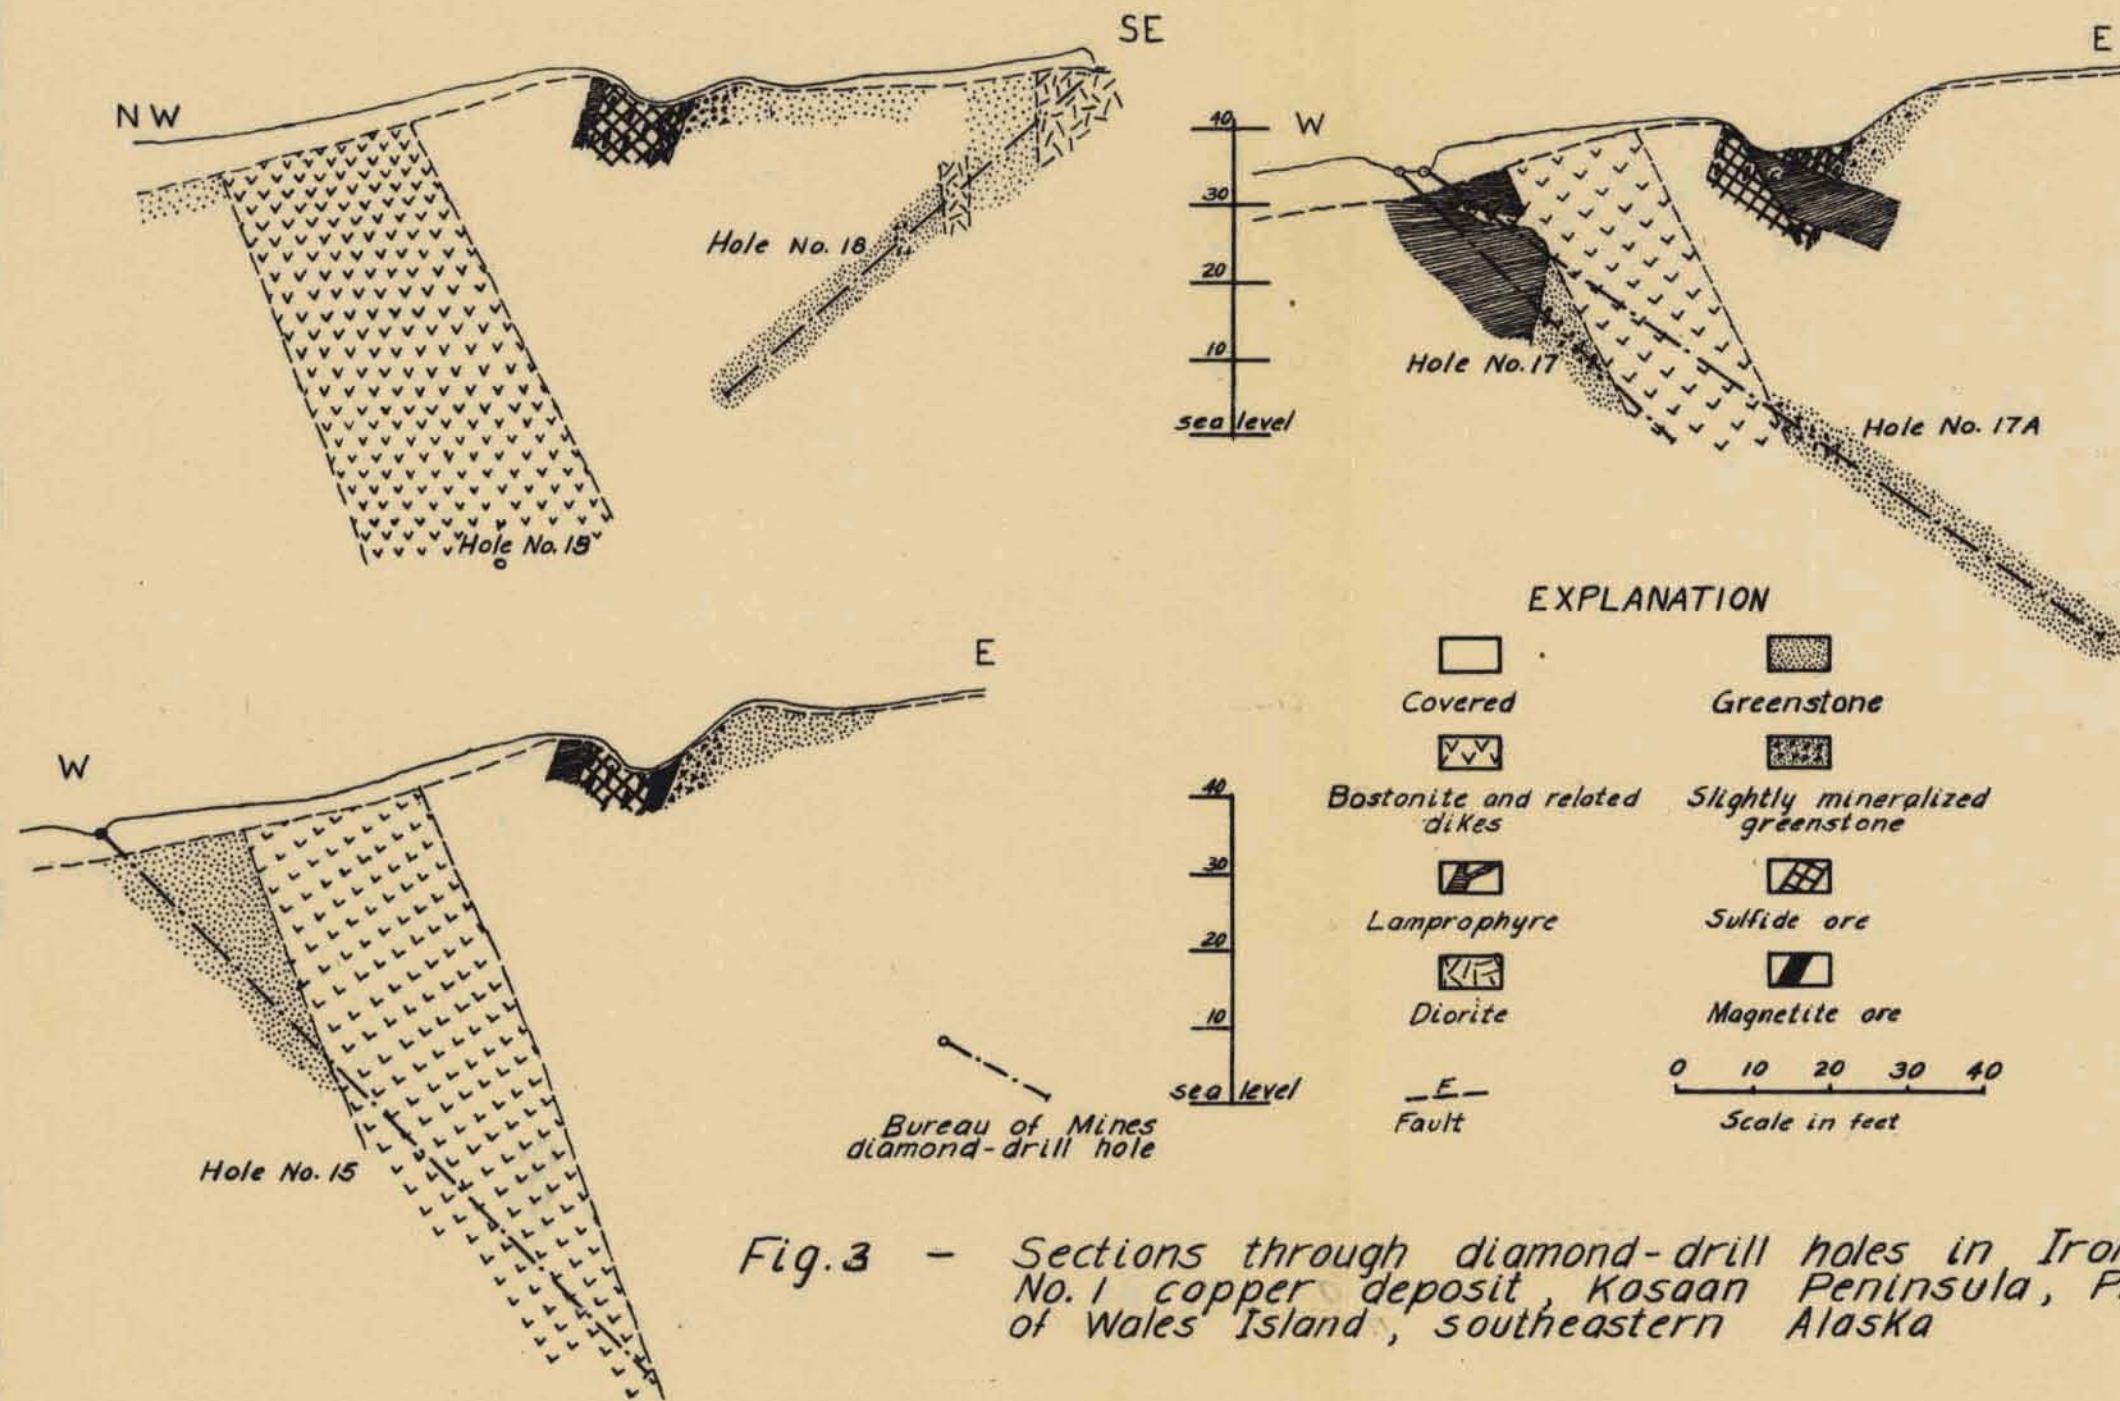 SE
NW
Hole No. 18
Hole No. 15
E
W
40
30
20
10
sea level
Hole No. 17
Hole No. 17A
E
W
Hole No. 15
40
30
20
10
sea level
Bureau of Mines
diamond-drill hole
EXPLANATION
Covered
Greenstone
Bostonite and related
dikes
Slightly mineralized
greenstone
Lamprophyre
Sulfide ore
Diorite
Magnetite ore
F
Fault
0 10 20 30 40
Scale in feet
Fig.3 - Sections through diamond-drill holes in Iron
No. 1 copper deposit, Kasaan Peninsula, P
of Wales Island, southeastern Alaska